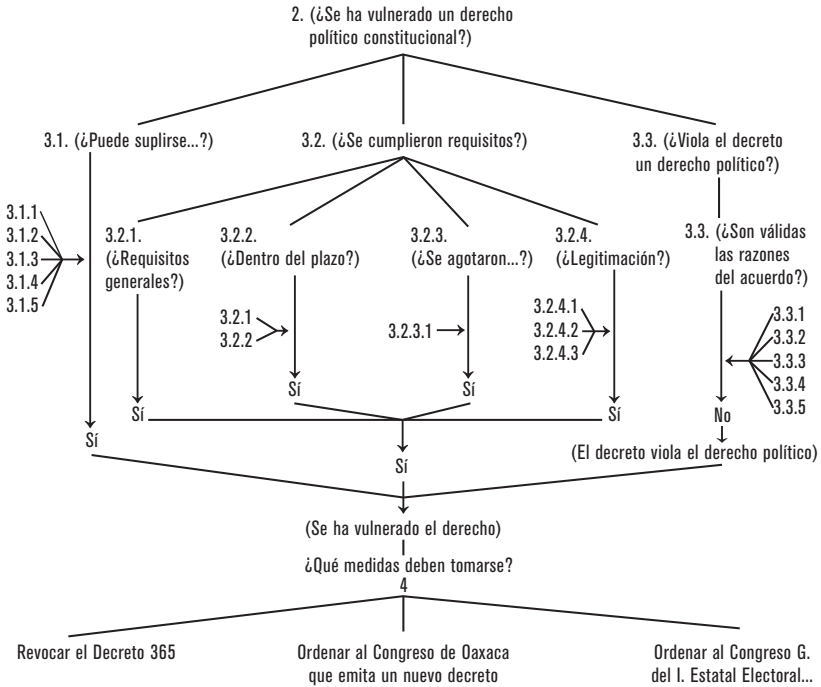 2. (¿Se ha vulnerado un derecho
político constitucional?)
3.1. (¿Puede suplirse...?)
3.2. (¿Se cumplieron requisitos?)
3.3. (¿Viola el decreto
un derecho político?)
3.1.1
3.1.2
3.1.3
3.1.4
3.1.5
3.2.1.
(¿Requisitos
generales?)
3.2.2.
(¿Dentro del plazo?)
3.2.3.
(¿Se agotaron...?)
3.2.4.
(¿Legitimación?)
3.3. (¿Son válidas
las razones
del acuerdo?)
3.2.1
3.2.2
3.2.3.1
3.2.4.1
3.2.4.2
3.2.4.3
3.3.1
3.3.2
3.3.3
3.3.4
3.3.5
Sí
Sí
Sí
Sí
No
Sí
Sí
(El decreto viola el derecho político)
(Se ha vulnerado el derecho)
¿Qué medidas deben tomarse?
4
Revocar el Decreto 365
Ordenar al Congreso de Oaxaca
que emita un nuevo decreto
Ordenar al Congreso G.
del I. Estatal Electoral...